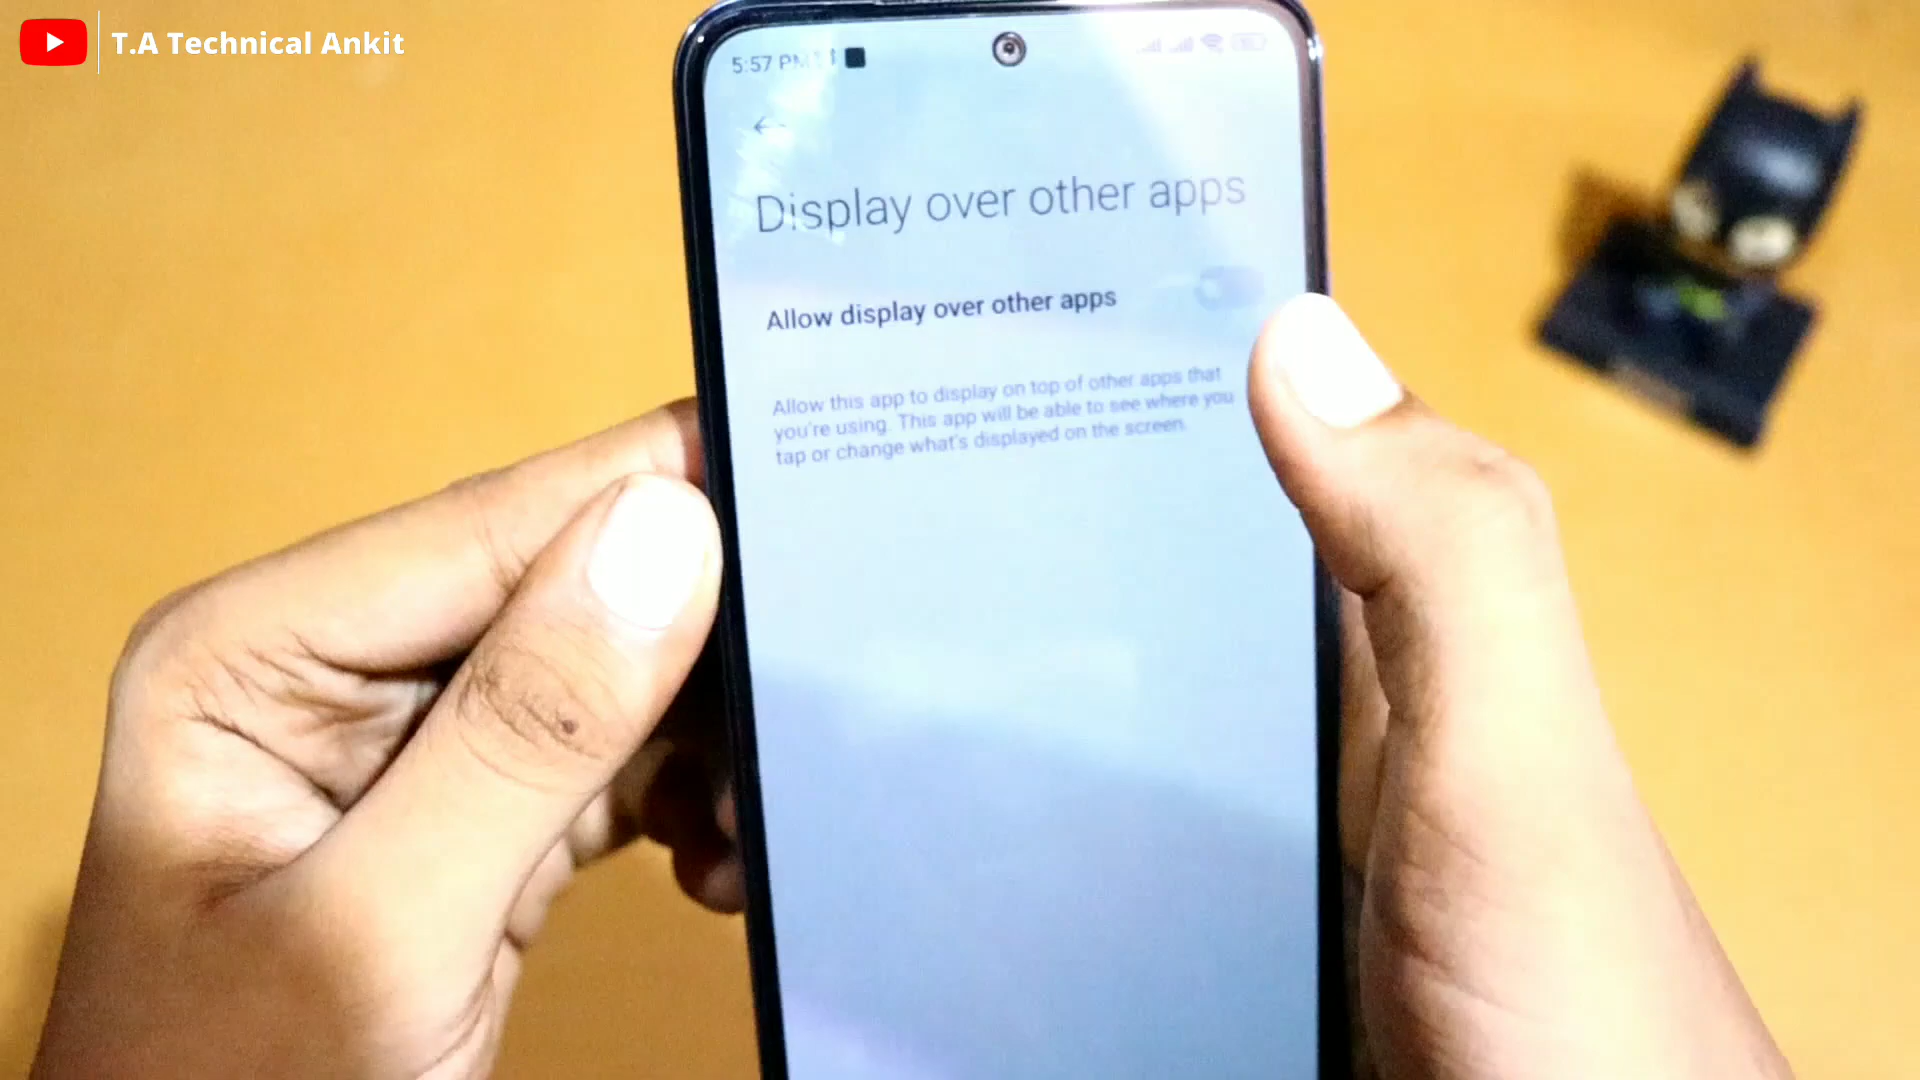 T.A Technical Ankit
5:57 PM
Display over other apps
Allow display over other apps
Allow this app to display on top of other apps that
you're using. This app will be able to see where you
tap or change what's displayed on the screen.